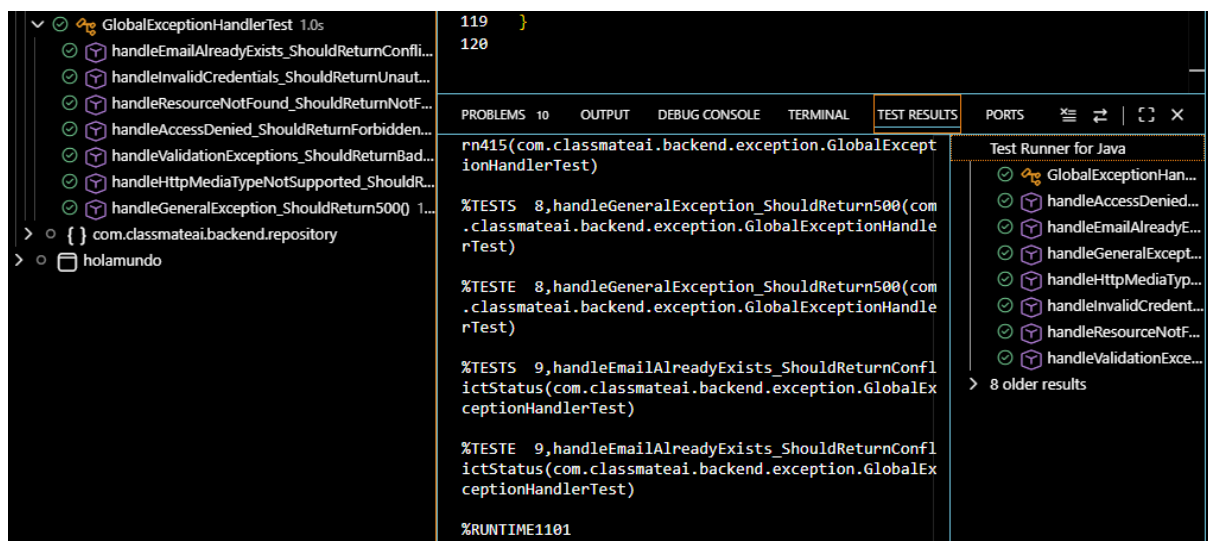 GlobalExceptionHandlerTest 1.0s
handleEmailAlreadyExists_ShouldReturnConfli...
handleInvalidCredentials_ShouldReturnUnaut...
handleResourceNotFound_ShouldReturnNotF...
handleAccessDenied_ShouldReturnForbidden...
handleValidationExceptions_ShouldReturnBad...
handleHttpMediaTypeNotSupported_ShouldR...
handleGeneralException_ShouldReturn500() 1...
{ } com.classmateai.backend.repository
holamundo
119 }
120
PROBLEMS 10 OUTPUT DEBUG CONSOLE TERMINAL TEST RESULTS PORTS
rn415(com.classmateai.backend.exception.GlobalExcept
ionHandlerTest)
%TESTS 8,handleGeneralException_ShouldReturn500(com
.classmateai.backend.exception.GlobalExceptionHandle
rTest)
%TESTE 8,handleGeneralException_ShouldReturn500(com
.classmateai.backend.exception.GlobalExceptionHandle
rTest)
%TESTS 9,handleEmailAlreadyExists_ShouldReturnConfl
ictStatus(com.classmateai.backend.exception.GlobalEx
ceptionHandlerTest)
%TESTE 9,handleEmailAlreadyExists_ShouldReturnConfl
ictStatus(com.classmateai.backend.exception.GlobalEx
ceptionHandlerTest)
%RUNTIME1101
Test Runner for Java
GlobalExceptionHan...
handleAccessDenied...
handleEmailAlreadyE...
handleGeneralExcept...
handleHttpMediaTyp...
handleInvalidCredent...
handleResourceNotF...
handleValidationExce...
8 older results